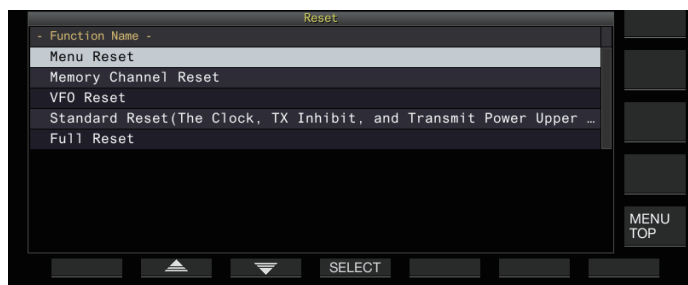 Reset
- Function Name -
Menu Reset
Memory Channel Reset
VFO Reset
Standard Reset(The Clock, TX Inhibit, and Transmit Power Upper …
Full Reset
MENU
TOP
SELECT